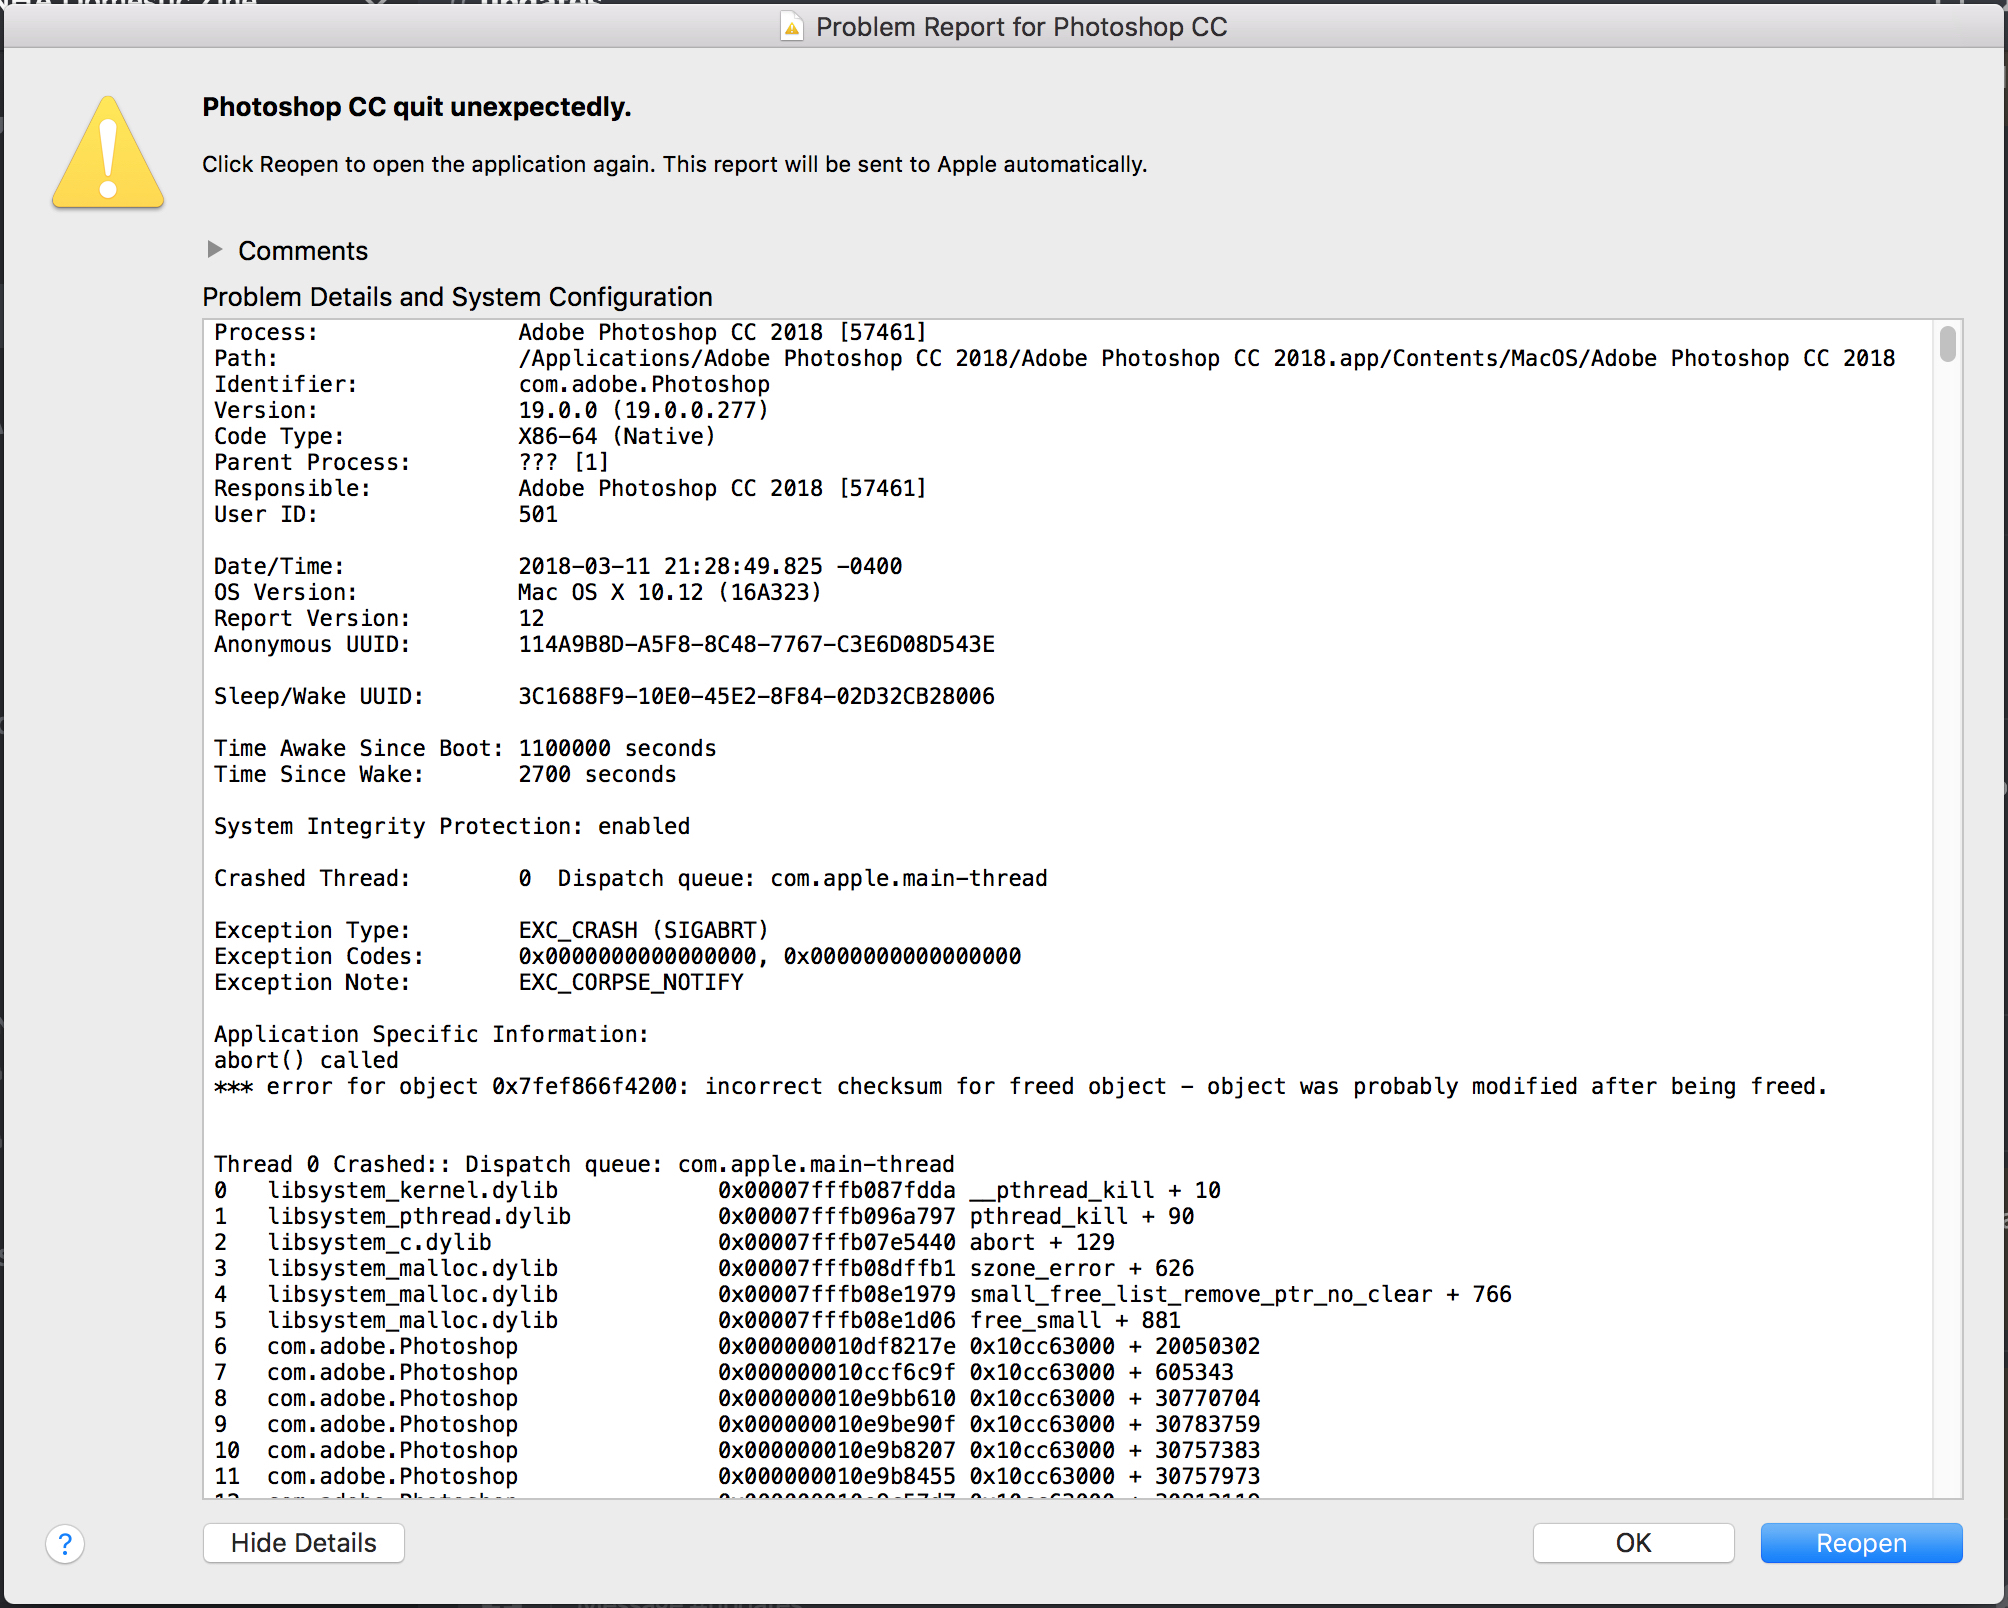 Problem Report for Photoshop CC
Photoshop CC quit unexpectedly.
Click Reopen to open the application again. This report will be sent to Apple automatically.
Comments
Problem Details and System Configuration
Process: Adobe Photoshop CC 2018 [57461]
Path: /Applications/Adobe Photoshop CC 2018/Adobe Photoshop CC 2018.app/Contents/MacOS/Adobe Photoshop CC 2018
Identifier: com.adobe.Photoshop
Version: 19.0.0 (19.0.0.277)
Code Type: X86-64 (Native)
Parent Process: ??? [1]
Responsible: Adobe Photoshop CC 2018 [57461]
User ID: 501
Date/Time: 2018-03-11 21:28:49.825 -0400
OS Version: Mac OS X 10.12 (16A323)
Report Version: 12
Anonymous UUID: 114A9B8D-A5F8-8C48-7767-C3E6D08D543E
Sleep/Wake UUID: 3C1688F9-10E0-45E2-8F84-02D32CB28006
Time Awake Since Boot: 1100000 seconds
Time Since Wake: 2700 seconds
System Integrity Protection: enabled
Crashed Thread: 0 Dispatch queue: com.apple.main-thread
Exception Type: EXC_CRASH (SIGABRT)
Exception Codes: 0x0000000000000000, 0x0000000000000000
Exception Note: EXC_CORPSE_NOTIFY
Application Specific Information:
abort() called
*** error for object 0x7fef866f4200: incorrect checksum for freed object - object was probably modified after being freed.
Thread 0 Crashed:: Dispatch queue: com.apple.main-thread
0 libsystem_kernel.dylib 0x00007fffb087fdda __pthread_kill + 10
1 libsystem_pthread.dylib 0x00007fffb096a797 pthread_kill + 90
2 libsystem_c.dylib 0x00007fffb07e5440 abort + 129
3 libsystem_malloc.dylib 0x00007fffb08dffb1 szone_error + 626
4 libsystem_malloc.dylib 0x00007fffb08e1979 small_free_list_remove_ptr_no_clear + 766
5 libsystem_malloc.dylib 0x00007fffb08e1d06 free_small + 881
6 com.adobe.Photoshop 0x000000010df8217e 0x10cc63000 + 20050302
7 com.adobe.Photoshop 0x000000010ccf6c9f 0x10cc63000 + 605343
8 com.adobe.Photoshop 0x000000010e9bb610 0x10cc63000 + 30770704
9 com.adobe.Photoshop 0x000000010e9be90f 0x10cc63000 + 30783759
10 com.adobe.Photoshop 0x000000010e9b8207 0x10cc63000 + 30757383
11 com.adobe.Photoshop 0x000000010e9b8455 0x10cc63000 + 30757973
?
Hide Details
OK
Reopen